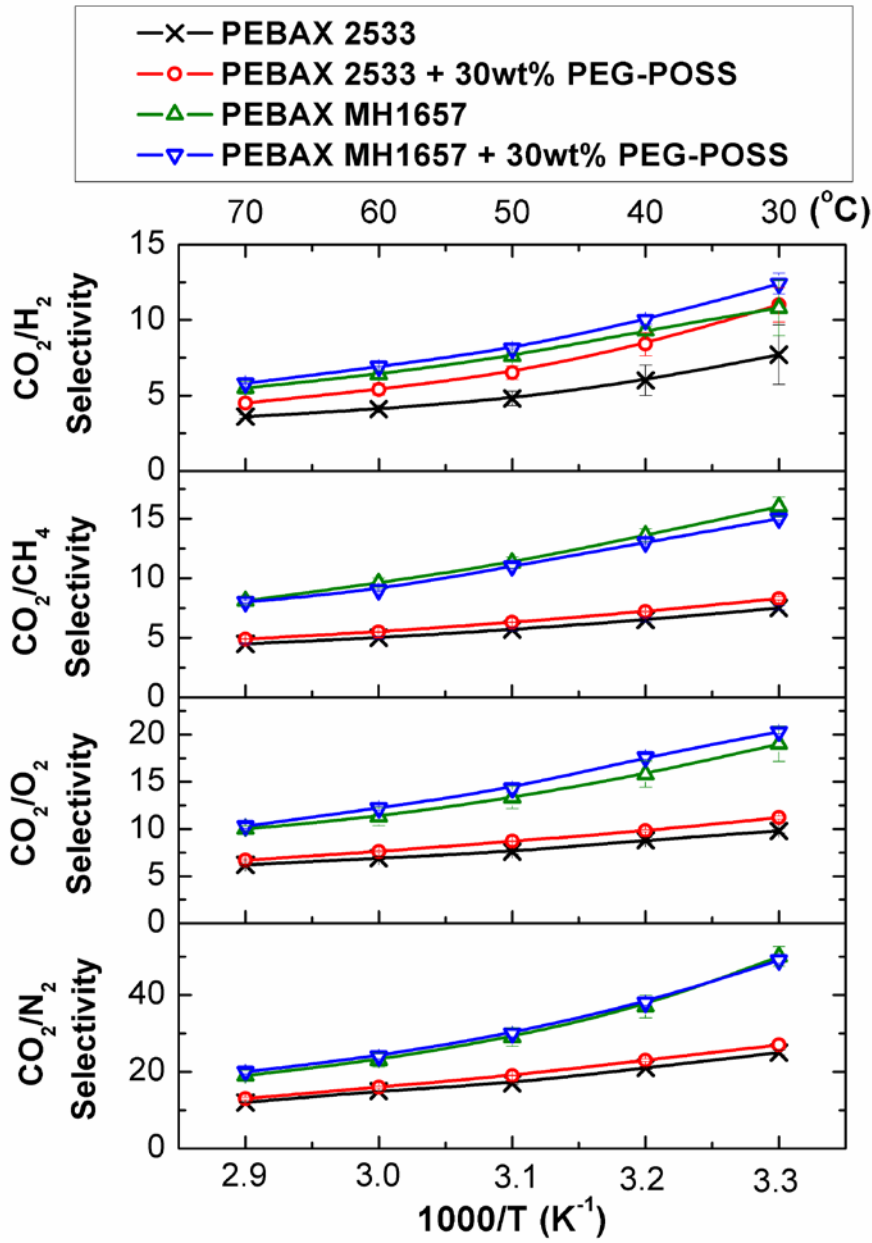 PEBAX 2533
PEBAX 2533 + 30wt% PEG-POSS
PEBAX MH1657
PEBAX MH1657 + 30wt% PEG-POSS
70 60 50 40 30 (°C)
CO₂/H₂
Selectivity
15
10
5
0
CO₂/CH₄
Selectivity
15
10
5
0
CO₂/O₂
Selectivity
20
15
10
5
0
CO₂/N₂
Selectivity
40
20
0
2.9 3.0 3.1 3.2 3.3
1000/T (K⁻¹)